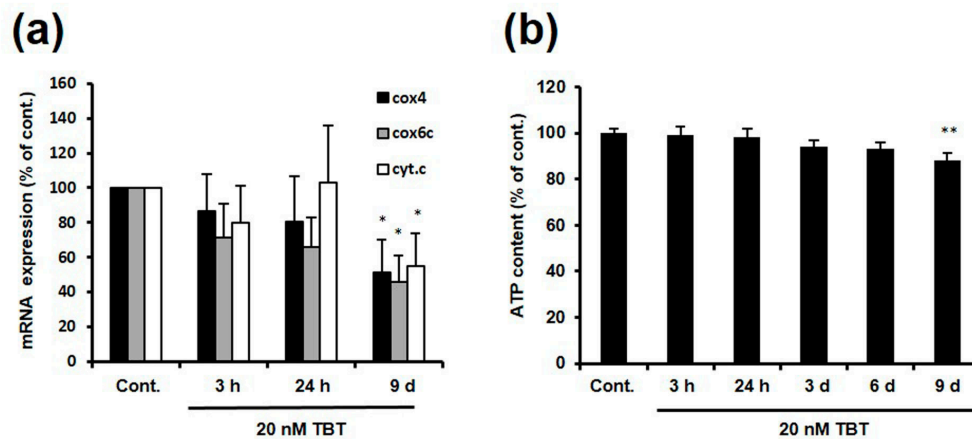 (a)
mRNA expression (% of cont.)
160
140
120
100
80
60
40
20
0
cox4
cox6c
cyt.c
* * *
Cont. 3 h 24 h 9 d
20 nM TBT
(b)
ATP content (% of cont.)
120
100
80
60
40
20
0
**
Cont. 3 h 24 h 3 d 6 d 9 d
20 nM TBT